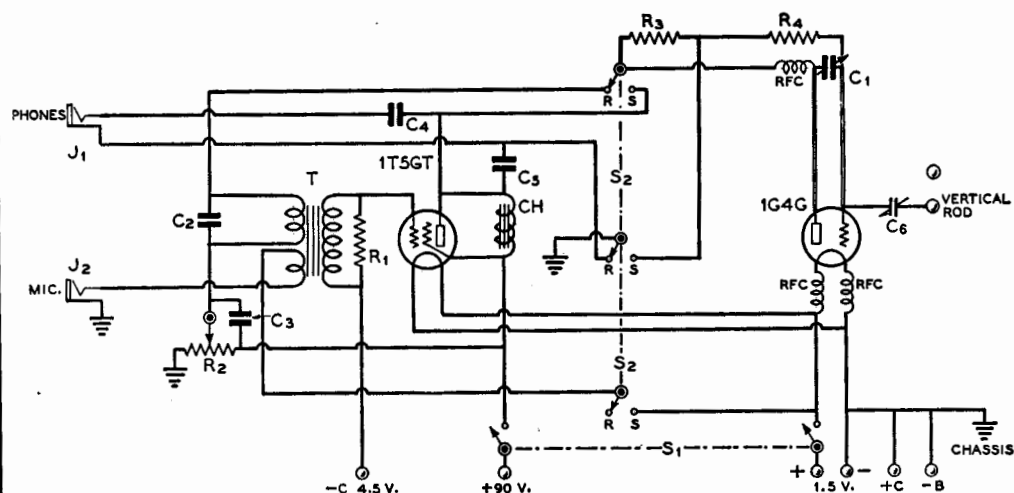 R3
R4
RFC
C1
R S
PHONES
C4
J1
1T5GT
C5
S2
T
CH
1G4G
VERTICAL
ROD
C2
R1
C6
R S
J2
RFC RFC
MIC.
C3
R2
S2
R S
S1
CHASSIS
-C 4.5 V.
+90 V.
+ -
1.5 V.
+C
-B